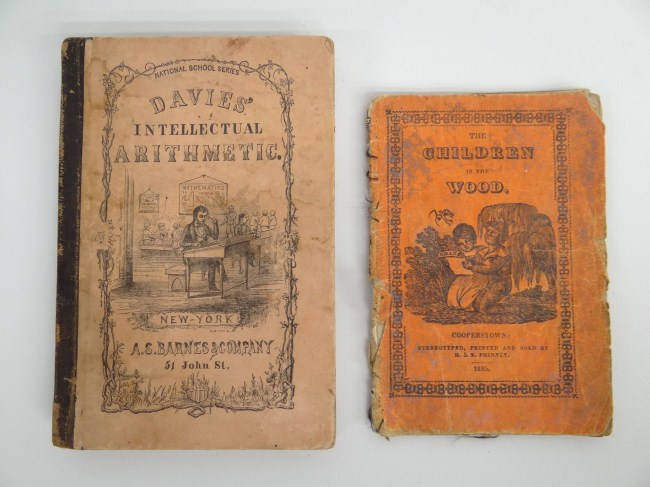 NATIONAL SCHOOL SERIES
DAVIES'
INTELLECTUAL
ARITHMETIC.
MATHEMATICS
NEW-YORK
A.S. BARNES & COMPANY
51 John St.
THE
CHILDREN
IN THE
WOOD.
COOPERSTOWN:
STEREOTYPED, PRINTED AND SOLD BY
H. & E. PHINNEY.